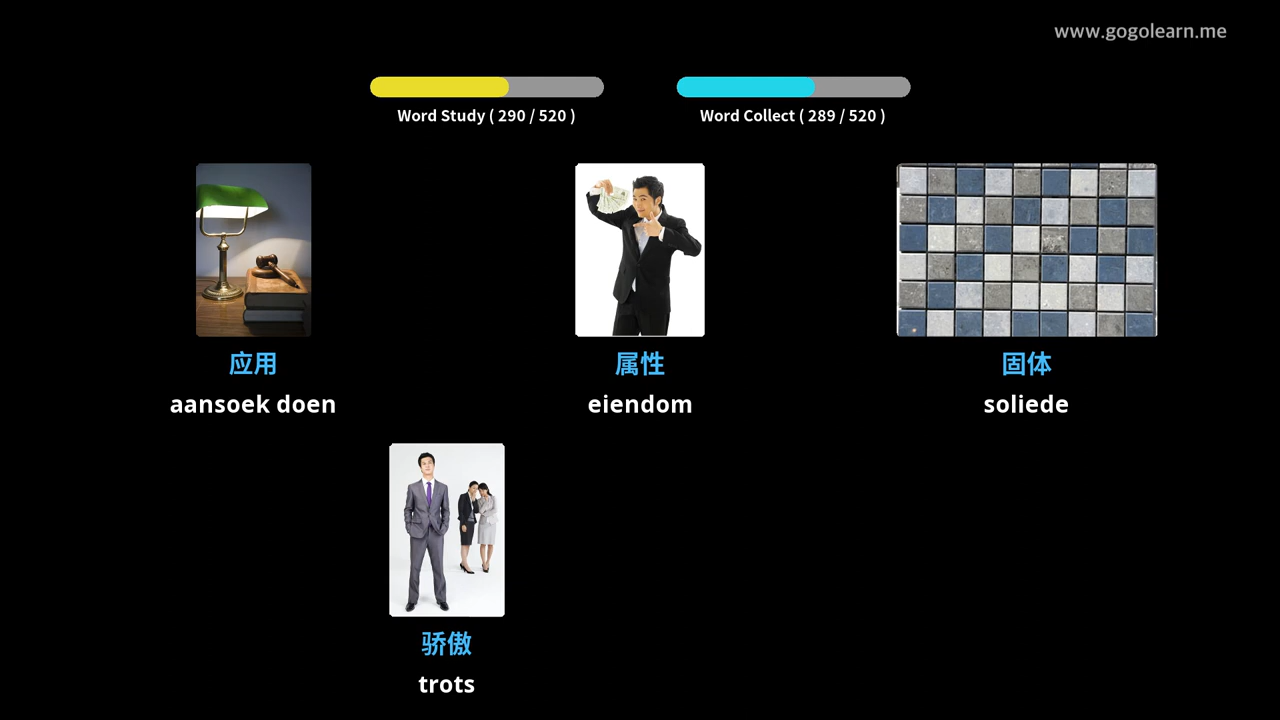 www.gogolearn.me
Word Study ( 290 / 520 )
Word Collect ( 289 / 520 )
应用
属性
固体
aansoek doen
eiendom
soliede
骄傲
trots